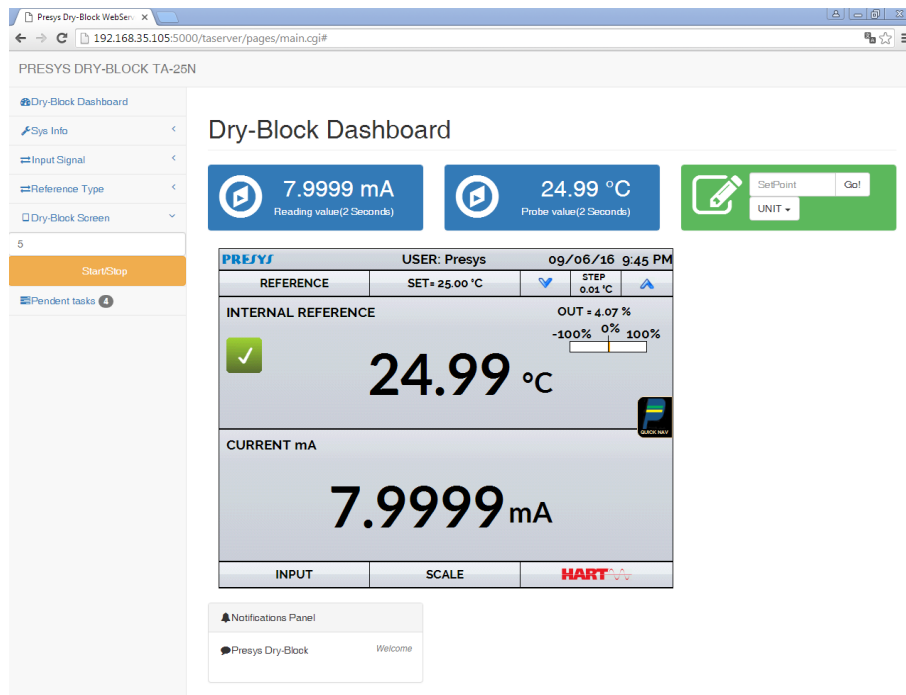 Presys Dry-Block WebServ
192.168.35.105:5000/taserver/pages/main.cgi#
PRESYS DRY-BLOCK TA-25N
Dry-Block Dashboard
Sys Info
Input Signal
Reference Type
Dry-Block Screen
5
Start/Stop
Pendent tasks 4
Dry-Block Dashboard
7.9999 mA
Reading value(2 Seconds)
24.99 °C
Probe value(2 Seconds)
SetPoint Go!
UNIT
PRESYS USER: Presys 09/06/16 9:45 PM
REFERENCE SET= 25.00 °C STEP
0.01 °C
INTERNAL REFERENCE OUT = 4.07 %
-100% 0% 100%
24.99 °C
QUICK NAV
CURRENT mA
7.9999 mA
INPUT SCALE HART
Notifications Panel
Presys Dry-Block Welcome